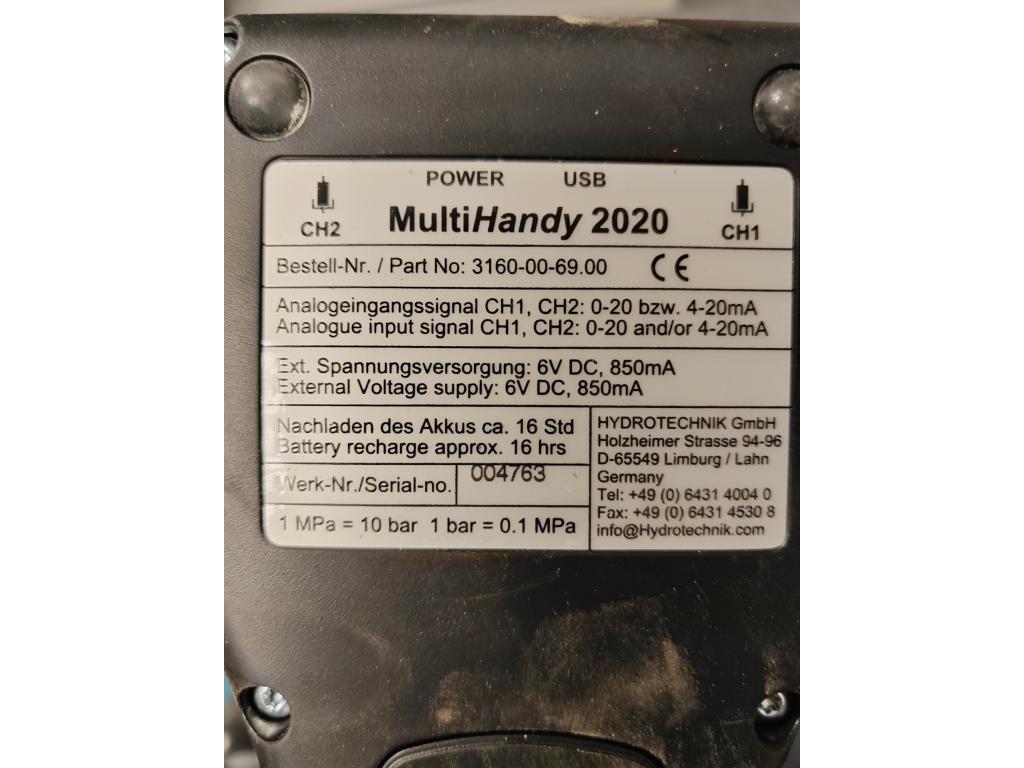 POWER USB
CH2 MultiHandy 2020 CH1
Bestell-Nr. / Part No: 3160-00-69.00 CE
Analogeingangssignal CH1, CH2: 0-20 bzw. 4-20mA
Analogue input signal CH1, CH2: 0-20 and/or 4-20mA
Ext. Spannungsversorgung: 6V DC, 850mA
External Voltage supply: 6V DC, 850mA
Nachladen des Akkus ca. 16 Std
Battery recharge approx. 16 hrs
Werk-Nr./Serial-no. 004763
1 MPa = 10 bar 1 bar = 0.1 MPa
HYDROTECHNIK GmbH
Holzheimer Strasse 94-96
D-65549 Limburg / Lahn
Germany
Tel: +49 (0) 6431 4004 0
Fax: +49 (0) 6431 4530 8
info@Hydrotechnik.com